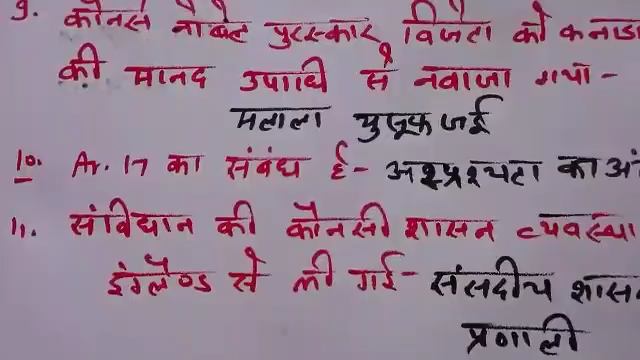 9. कौनसे नोबेल पुरस्कार विजेता को कनाडा
की मानद उपाधि से नवाजा गया -
मलाला युसूफजई
10. Ar. 17 का संबंध है - अस्पृश्यता का अं
11. संविधान की कौनसी शासन व्यवस्था
इंग्लैण्ड से ली गई - संसदीय शास
प्रणाली